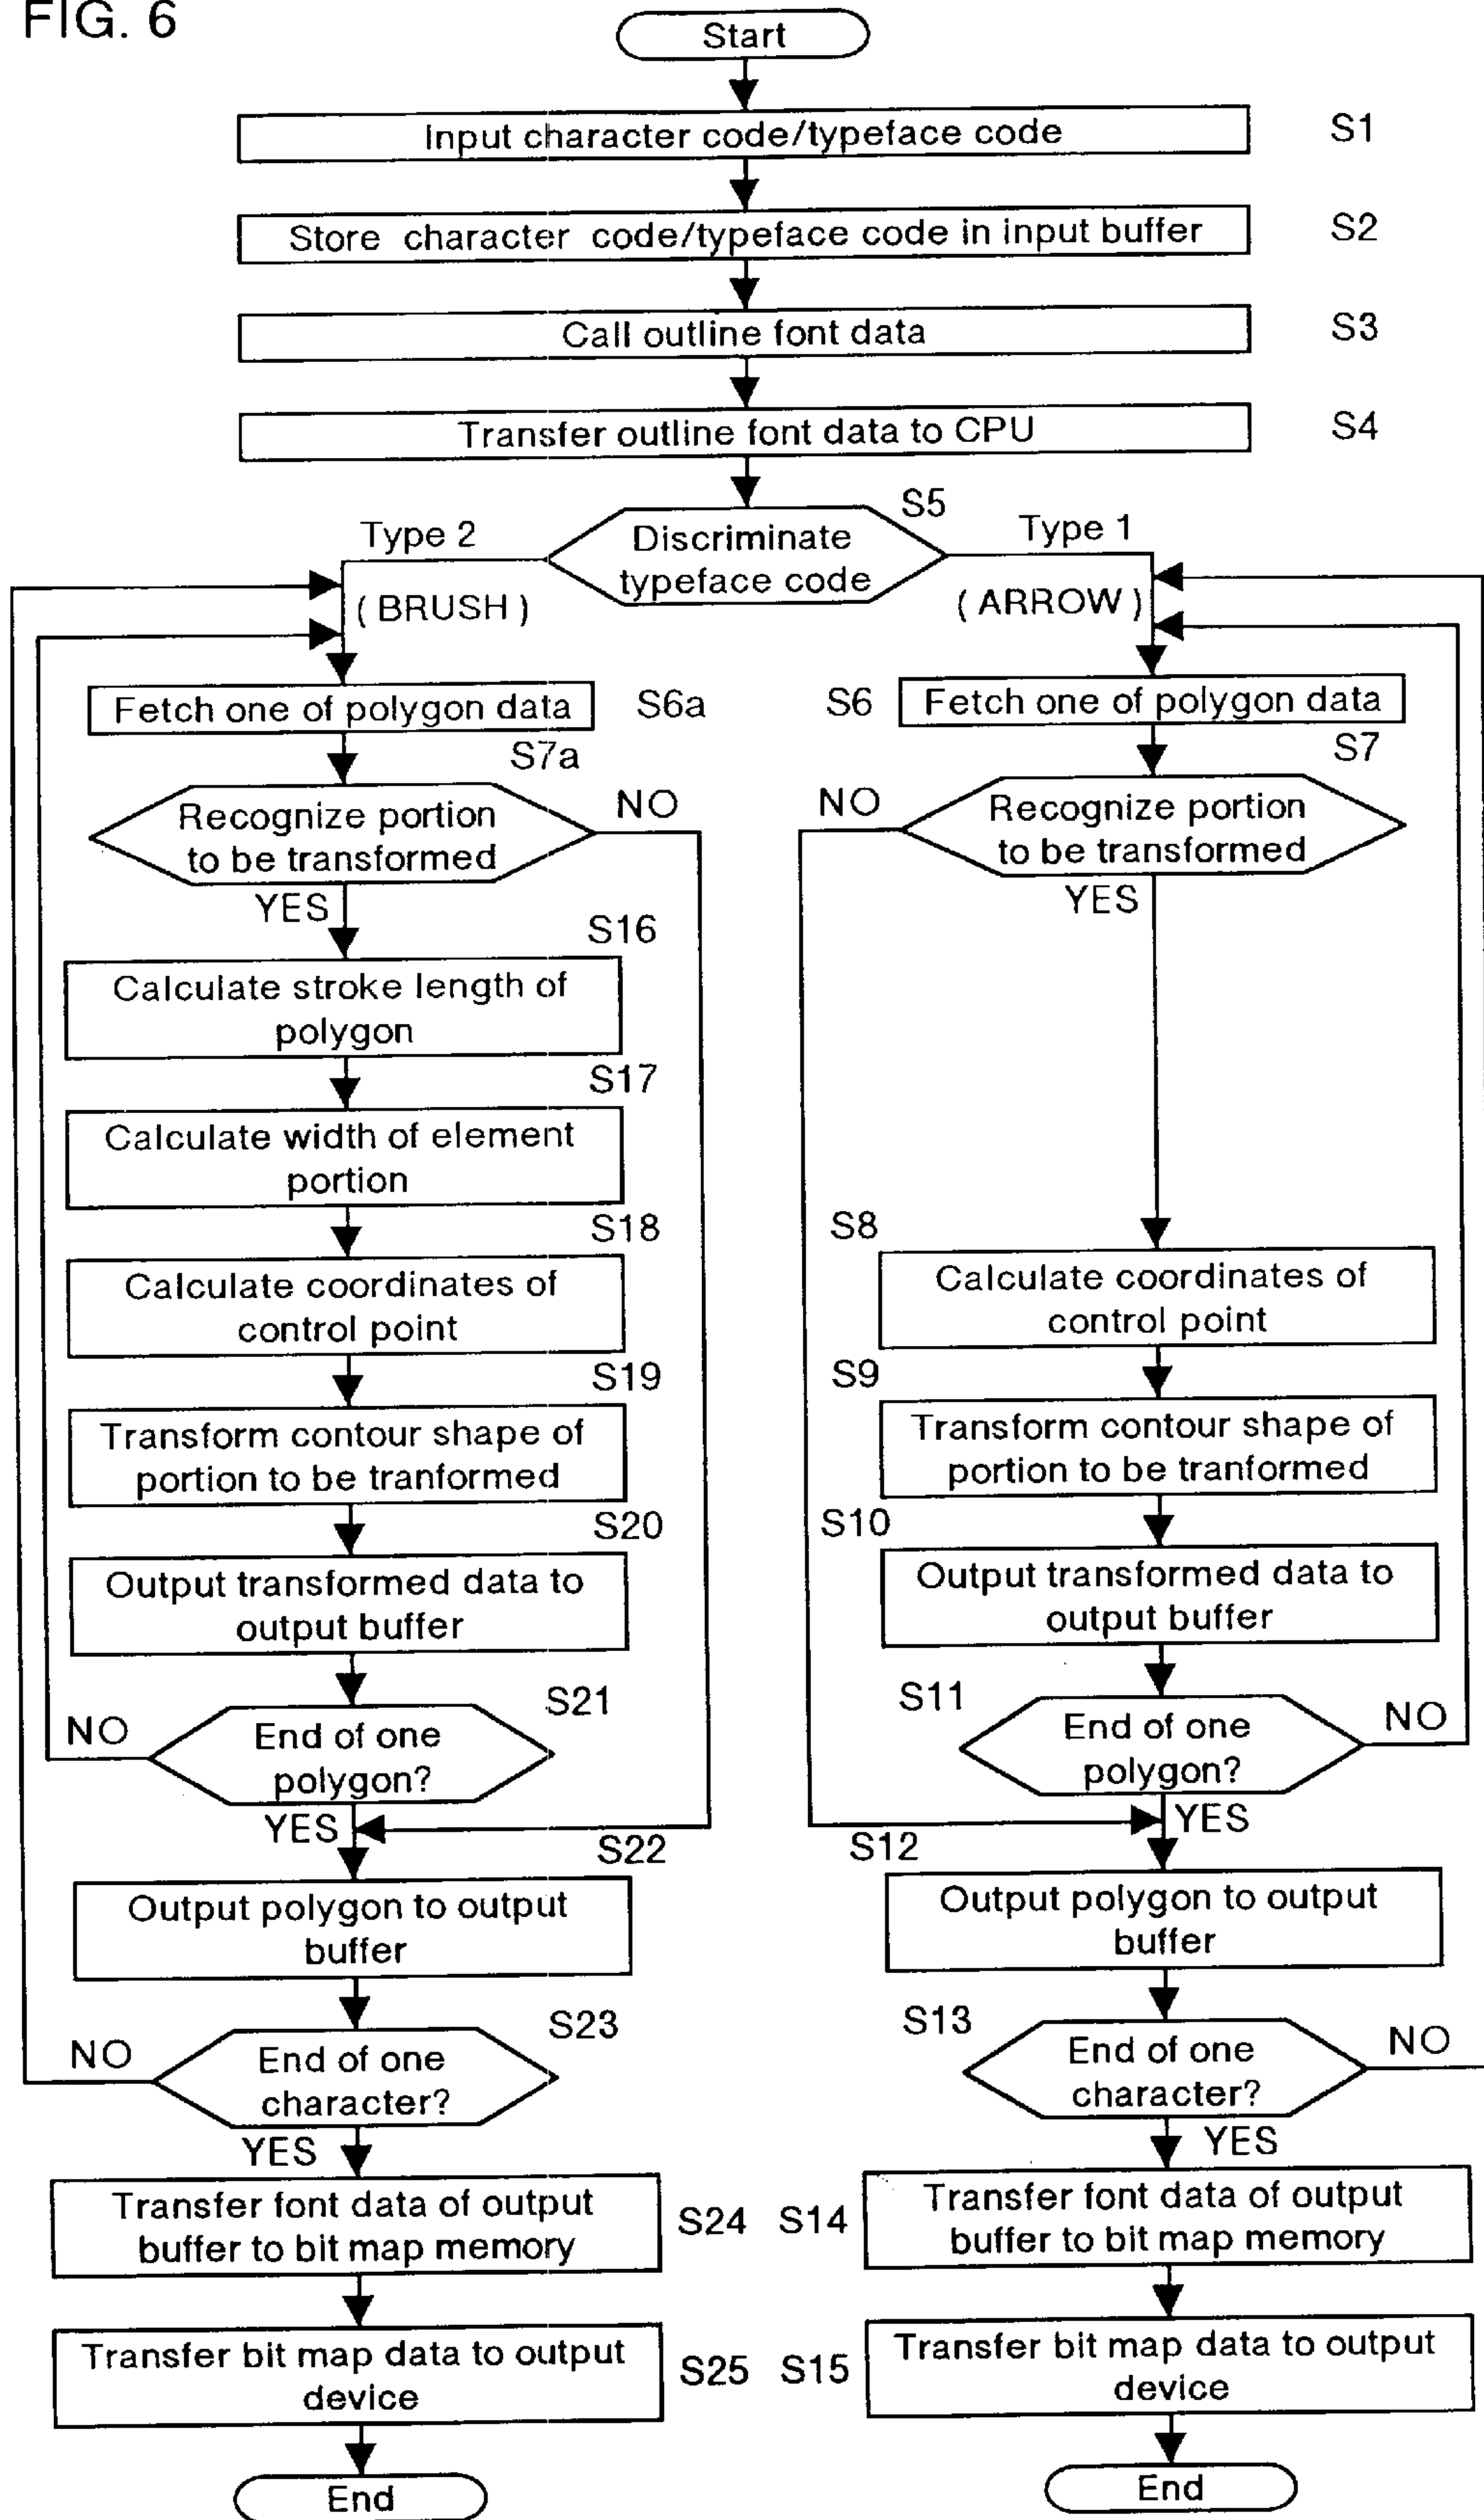 FIG. 6
Start
Input character code/typeface code
S1
Store character code/typeface code in input buffer
S2
Call outline font data
S3
Transfer outline font data to CPU
S4
S5
Discriminate
typeface code
Type 2
( BRUSH )
Type 1
( ARROW )
Fetch one of polygon data
S6a
S7a
Recognize portion
to be transformed
NO
YES
S16
Calculate stroke length of
polygon
S17
Calculate width of element
portion
S18
Calculate coordinates of
control point
S19
Transform contour shape of
portion to be tranformed
S20
Output transformed data to
output buffer
S21
End of one
polygon?
NO
YES
S22
Output polygon to output
buffer
S23
End of one
character?
NO
YES
Transfer font data of output
buffer to bit map memory
S24
Transfer bit map data to output
device
S25
End
S6
Fetch one of polygon data
S7
Recognize portion
to be transformed
NO
YES
S8
Calculate coordinates of
control point
S9
Transform contour shape of
portion to be tranformed
S10
Output transformed data to
output buffer
S11
End of one
polygon?
NO
YES
S12
Output polygon to output
buffer
S13
End of one
character?
NO
YES
S14
Transfer font data of output
buffer to bit map memory
S15
Transfer bit map data to output
device
End